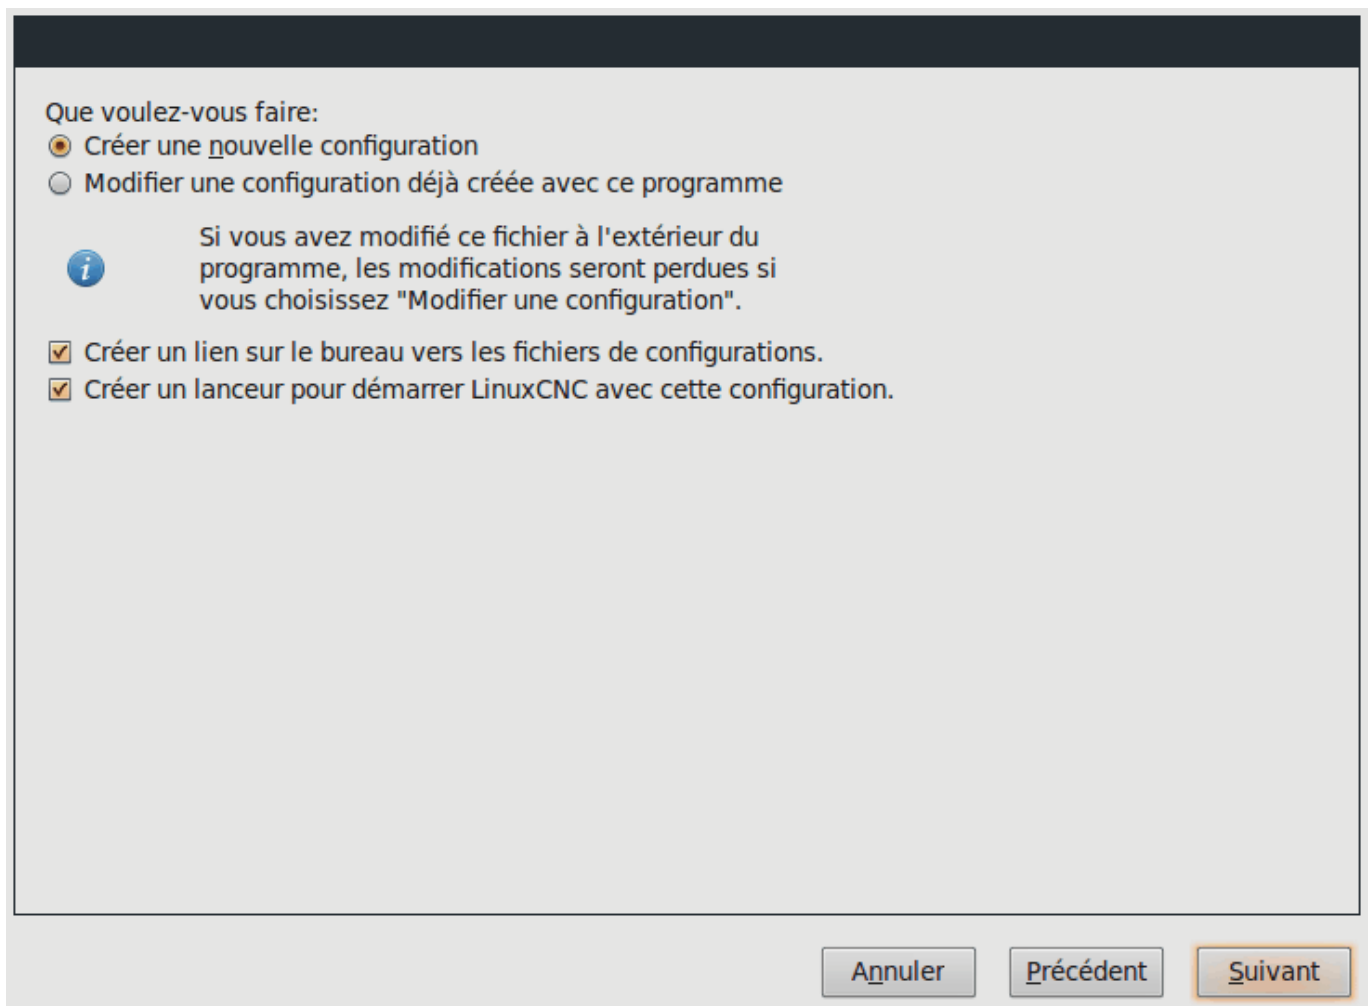 Que voulez-vous faire:
Créer une nouvelle configuration
Modifier une configuration déjà créée avec ce programme
Si vous avez modifié ce fichier à l'extérieur du
programme, les modifications seront perdues si
vous choisissez "Modifier une configuration".
Créer un lien sur le bureau vers les fichiers de configurations.
Créer un lanceur pour démarrer LinuxCNC avec cette configuration.
Annuler Précédent Suivant